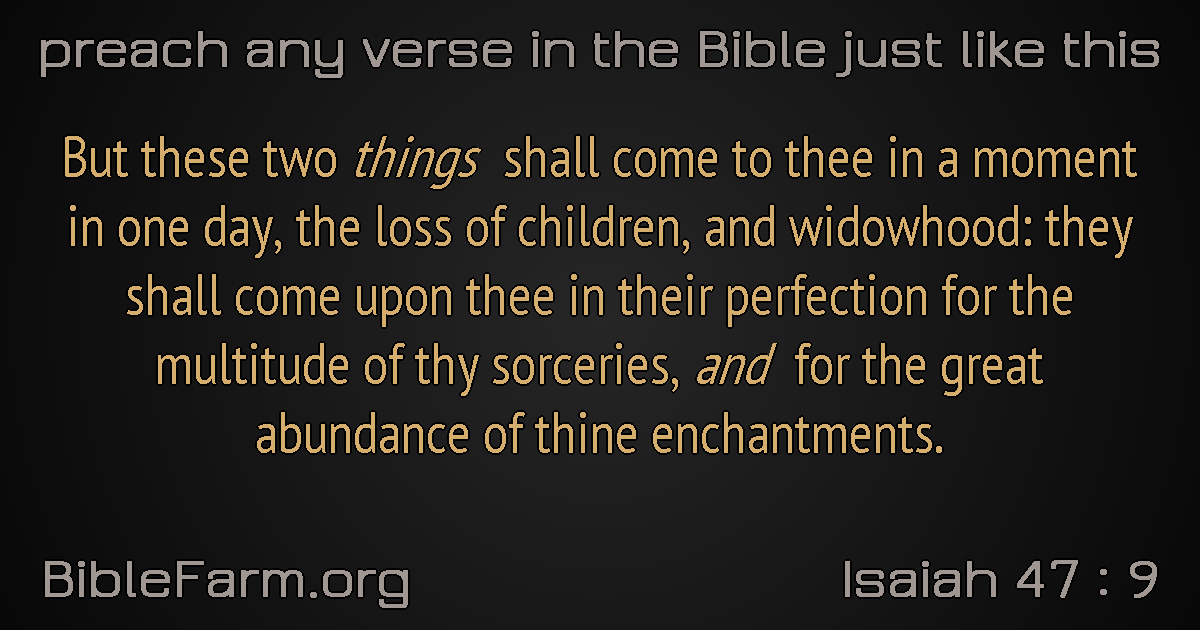 preach any verse in the Bible just like this
But these two things shall come to thee in a moment
in one day, the loss of children, and widowhood: they
shall come upon thee in their perfection for the
multitude of thy sorceries, and for the great
abundance of thine enchantments.
BibleFarm.org
Isaiah 47 : 9